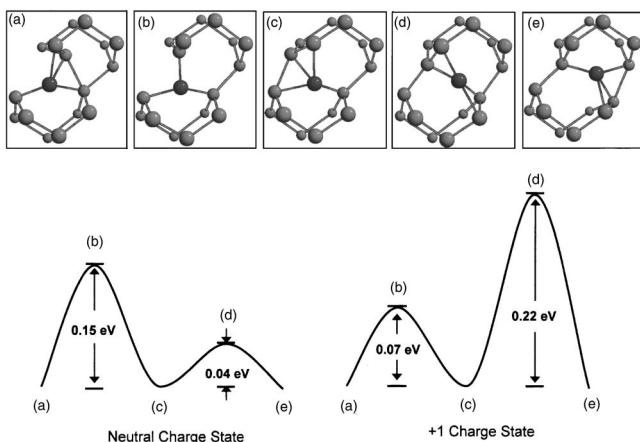 (a)
(b)
(c)
(d)
(e)
(b)
0.15 eV
(d)
0.04 eV
(a)
(c)
(e)
Neutral Charge State
(d)
(b)
0.22 eV
0.07 eV
(a)
(c)
(e)
+1 Charge State